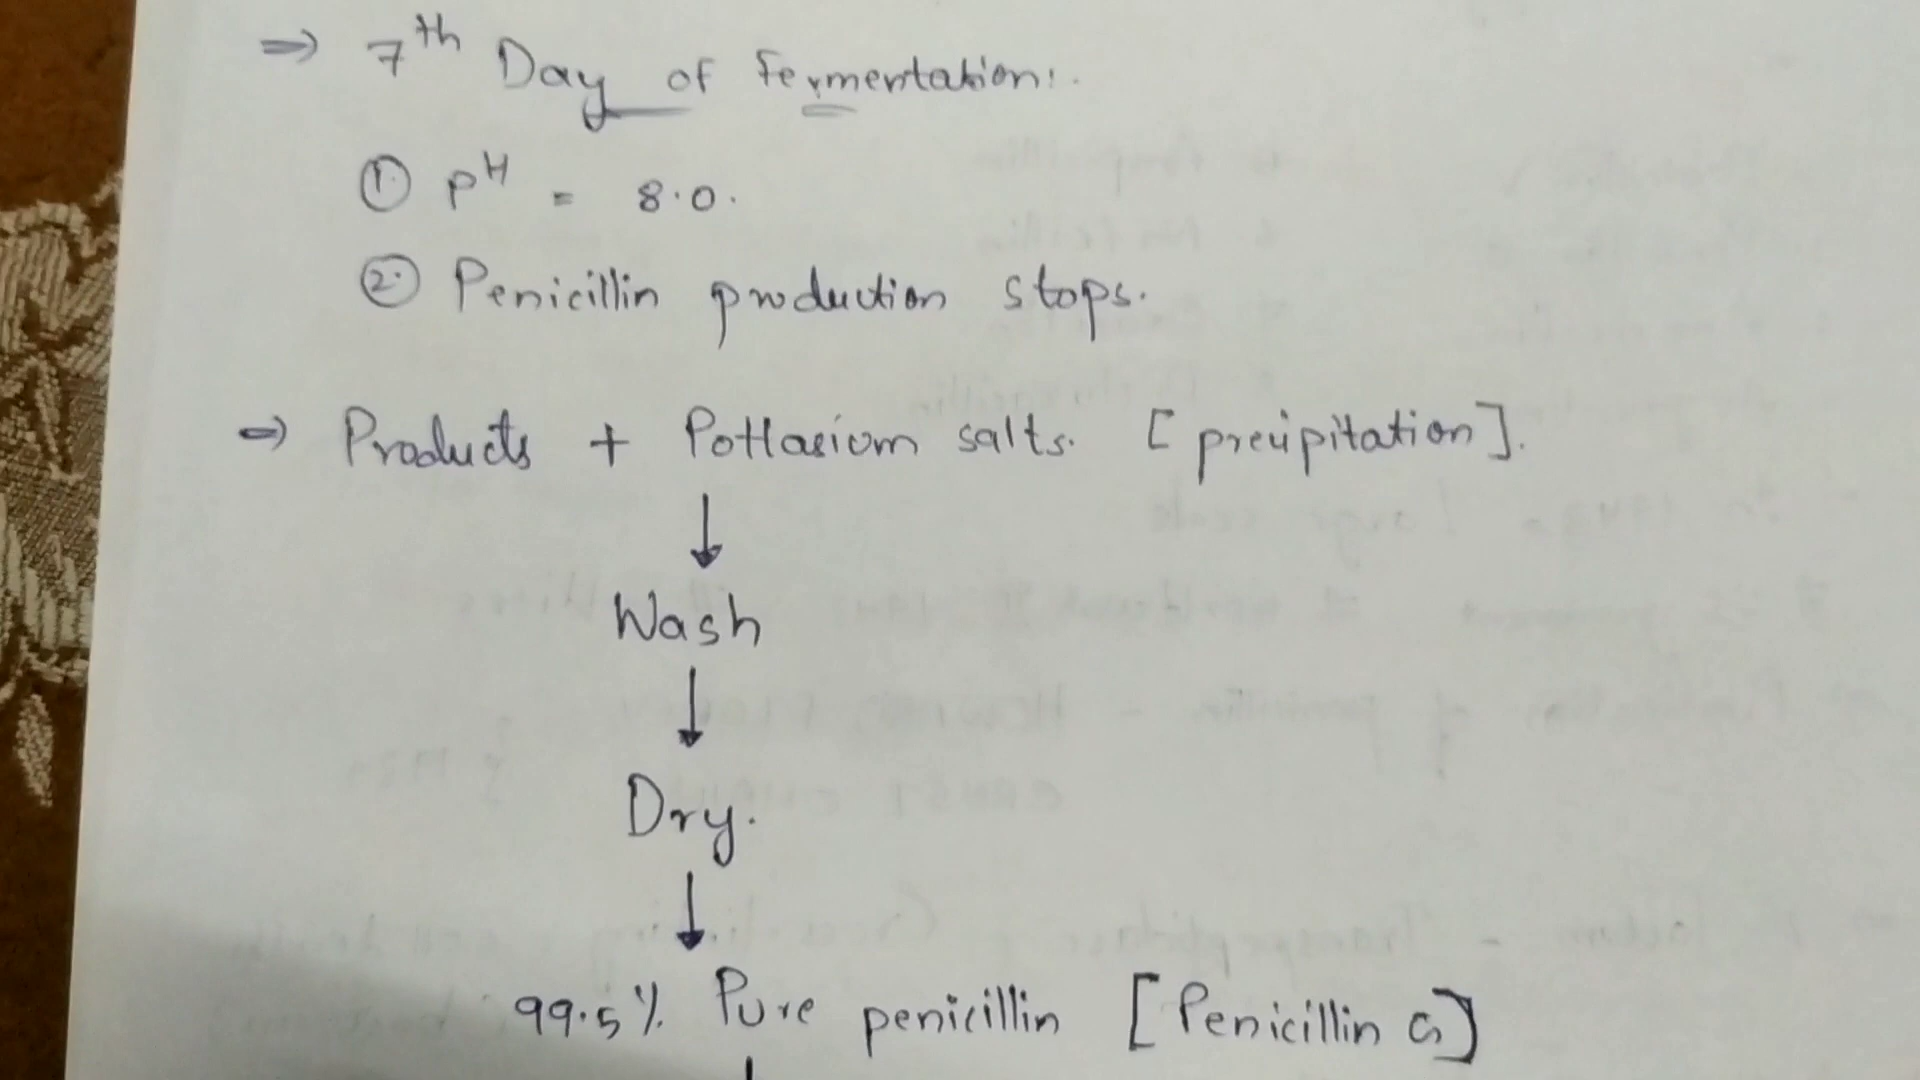 ⇒ 7th Day of Fermentation:.
① pH = 8.0.
② Penicillin production stops.
⇒ Products + Pottasium salts. [precipitation].
↓
Wash
↓
Dry.
↓
99.5% Pure penicillin [Penicillin G]